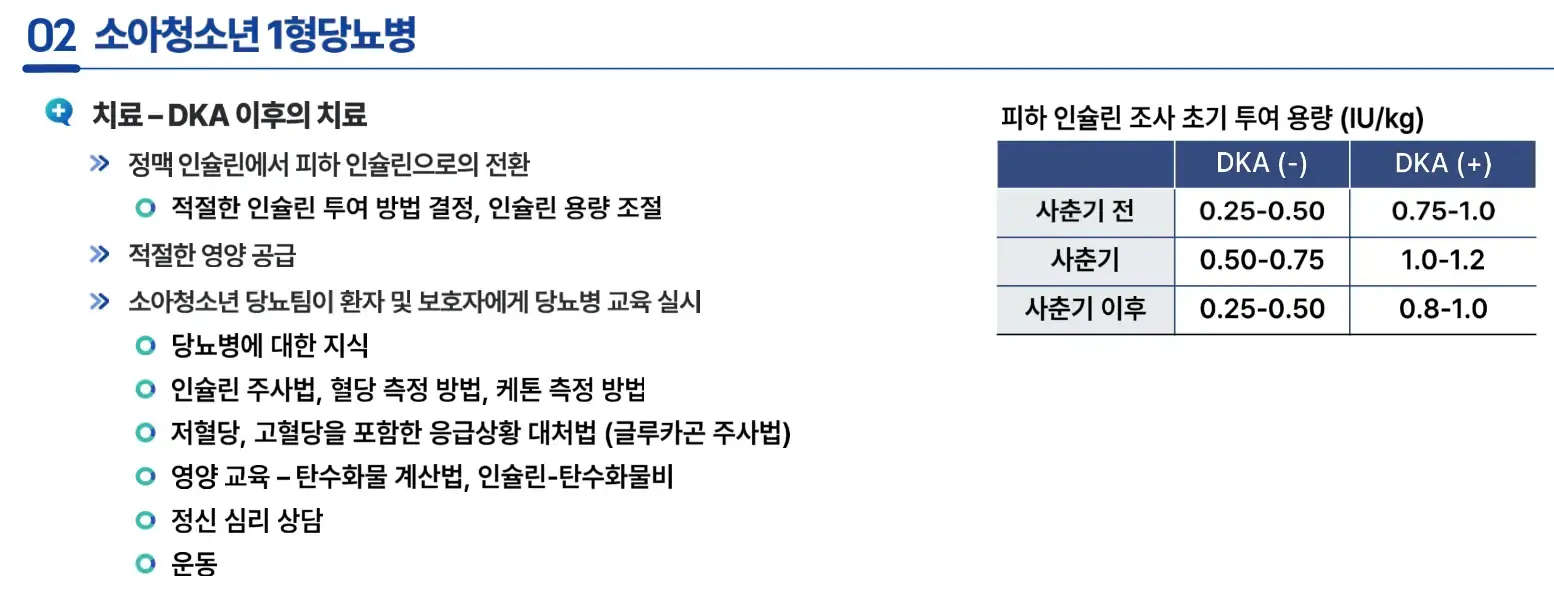 02 소아청소년 1형당뇨병
치료 – DKA 이후의 치료
정맥 인슐린에서 피하 인슐린으로의 전환
적절한 인슐린 투여 방법 결정, 인슐린 용량 조절
적절한 영양 공급
소아청소년 당뇨팀이 환자 및 보호자에게 당뇨병 교육 실시
당뇨병에 대한 지식
인슐린 주사법, 혈당 측정 방법, 케톤 측정 방법
저혈당, 고혈당을 포함한 응급상황 대처법 (글루카곤 주사법)
영양 교육 – 탄수화물 계산법, 인슐린-탄수화물비
정신 심리 상담
운동
피하 인슐린 조사 초기 투여 용량 (IU/kg)
DKA (-) DKA (+)
사춘기 전 0.25-0.50 0.75-1.0
사춘기 0.50-0.75 1.0-1.2
사춘기 이후 0.25-0.50 0.8-1.0